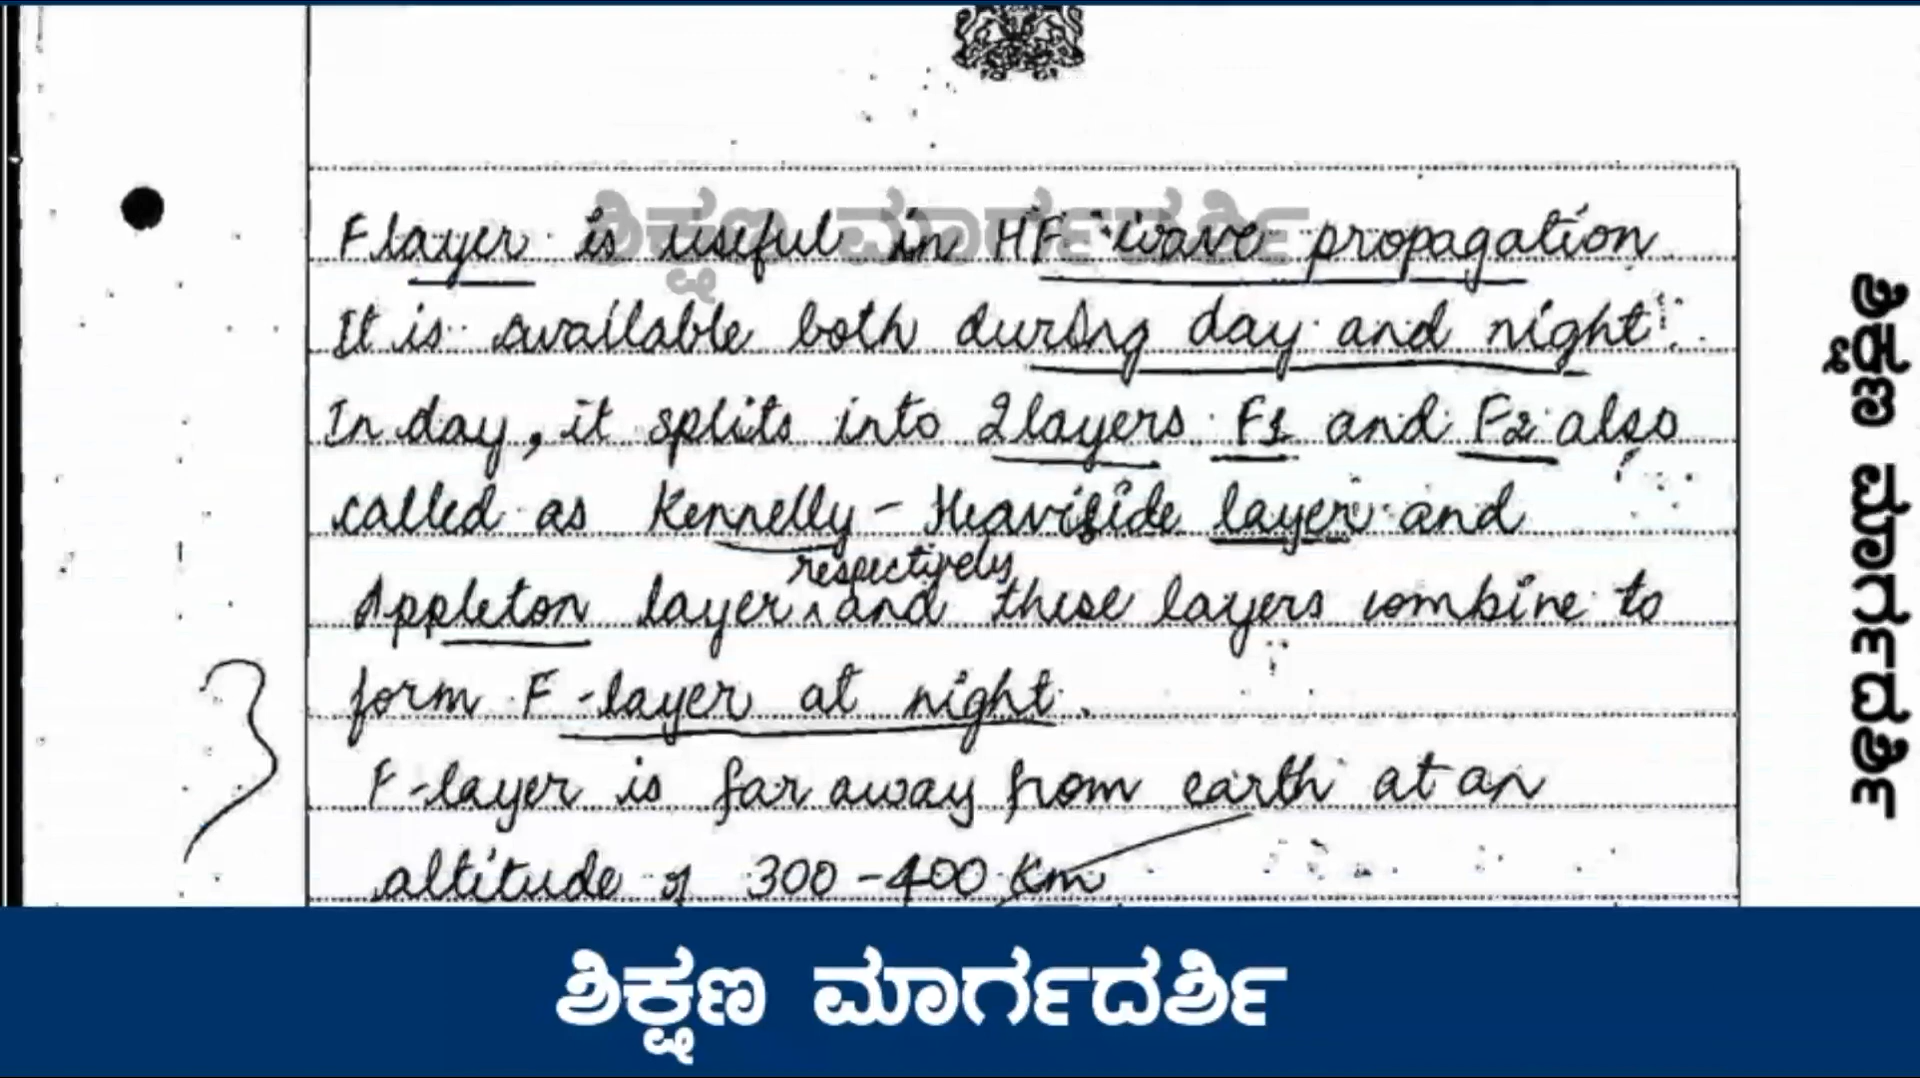 ಶಿಕ್ಷಣ ಮಾರ್ಗದರ್ಶಿ
F layer is useful in HF wave propagation
It is available both during day and night.
In day, it splits into 2 layers F1 and F2 also
called as Kennelly - Heaviside layer and
respectively
Appleton layer ^ and these layers combine to
form F-layer at night.
F-layer is far away from earth at an
altitude of 300-400 Km
3
ಶಿಕ್ಷಣ ಮಾರ್ಗದರ್ಶಿ
ಶಿಕ್ಷಣ ಮಾರ್ಗದರ್ಶಿ